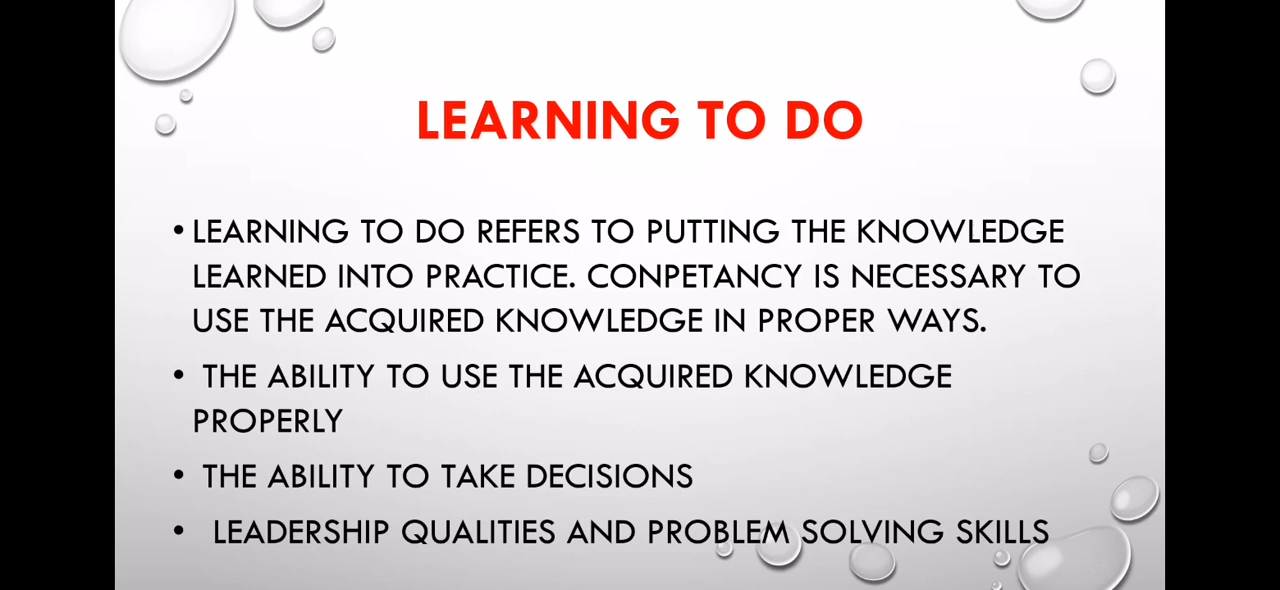 LEARNING TO DO
• LEARNING TO DO REFERS TO PUTTING THE KNOWLEDGE
LEARNED INTO PRACTICE. CONPETANCY IS NECESSARY TO
USE THE ACQUIRED KNOWLEDGE IN PROPER WAYS.
• THE ABILITY TO USE THE ACQUIRED KNOWLEDGE
PROPERLY
• THE ABILITY TO TAKE DECISIONS
• LEADERSHIP QUALITIES AND PROBLEM SOLVING SKILLS